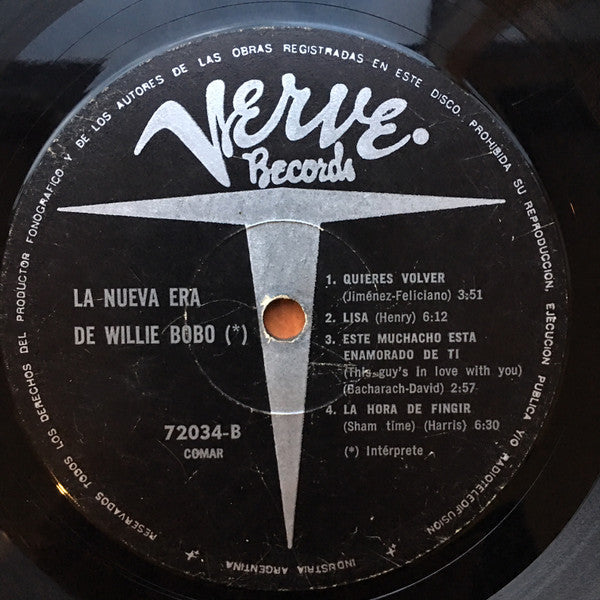 RESERVADOS TODOS LOS DERECHOS DEL PRODUCTOR FONOGRAFICO Y DE LOS AUTORES DE LAS OBRAS REGISTRADAS EN ESTE DISCO. PROHIBIDA SU REPRODUCCION, EJECUCION PUBLICA Y/O RADIOTELEDIFUSION
Verve.
Records
LA NUEVA ERA
DE WILLIE BOBO (*)
72034-B
COMAR
1. QUIERES VOLVER
(Jiménez-Feliciano) 3:51
2. LISA (Henry) 6:12
3. ESTE MUCHACHO ESTA
ENAMORADO DE TI
(This guy's in love with you)
(Bacharach-David) 2:57
4. LA HORA DE FINGIR
(Sham time) (Harris) 6:30
(*) Intérprete
INDUSTRIA ARGENTINA